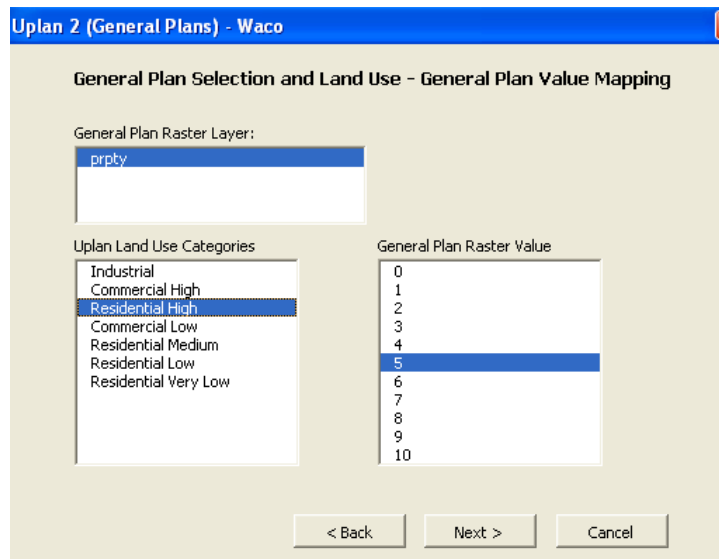 Uplan 2 (General Plans) - Waco
General Plan Selection and Land Use - General Plan Value Mapping
General Plan Raster Layer:
prpty
Uplan Land Use Categories
Industrial
Commercial High
Residential High
Commercial Low
Residential Medium
Residential Low
Residential Very Low
General Plan Raster Value
0
1
2
3
4
5
6
7
8
9
10
< Back
Next >
Cancel